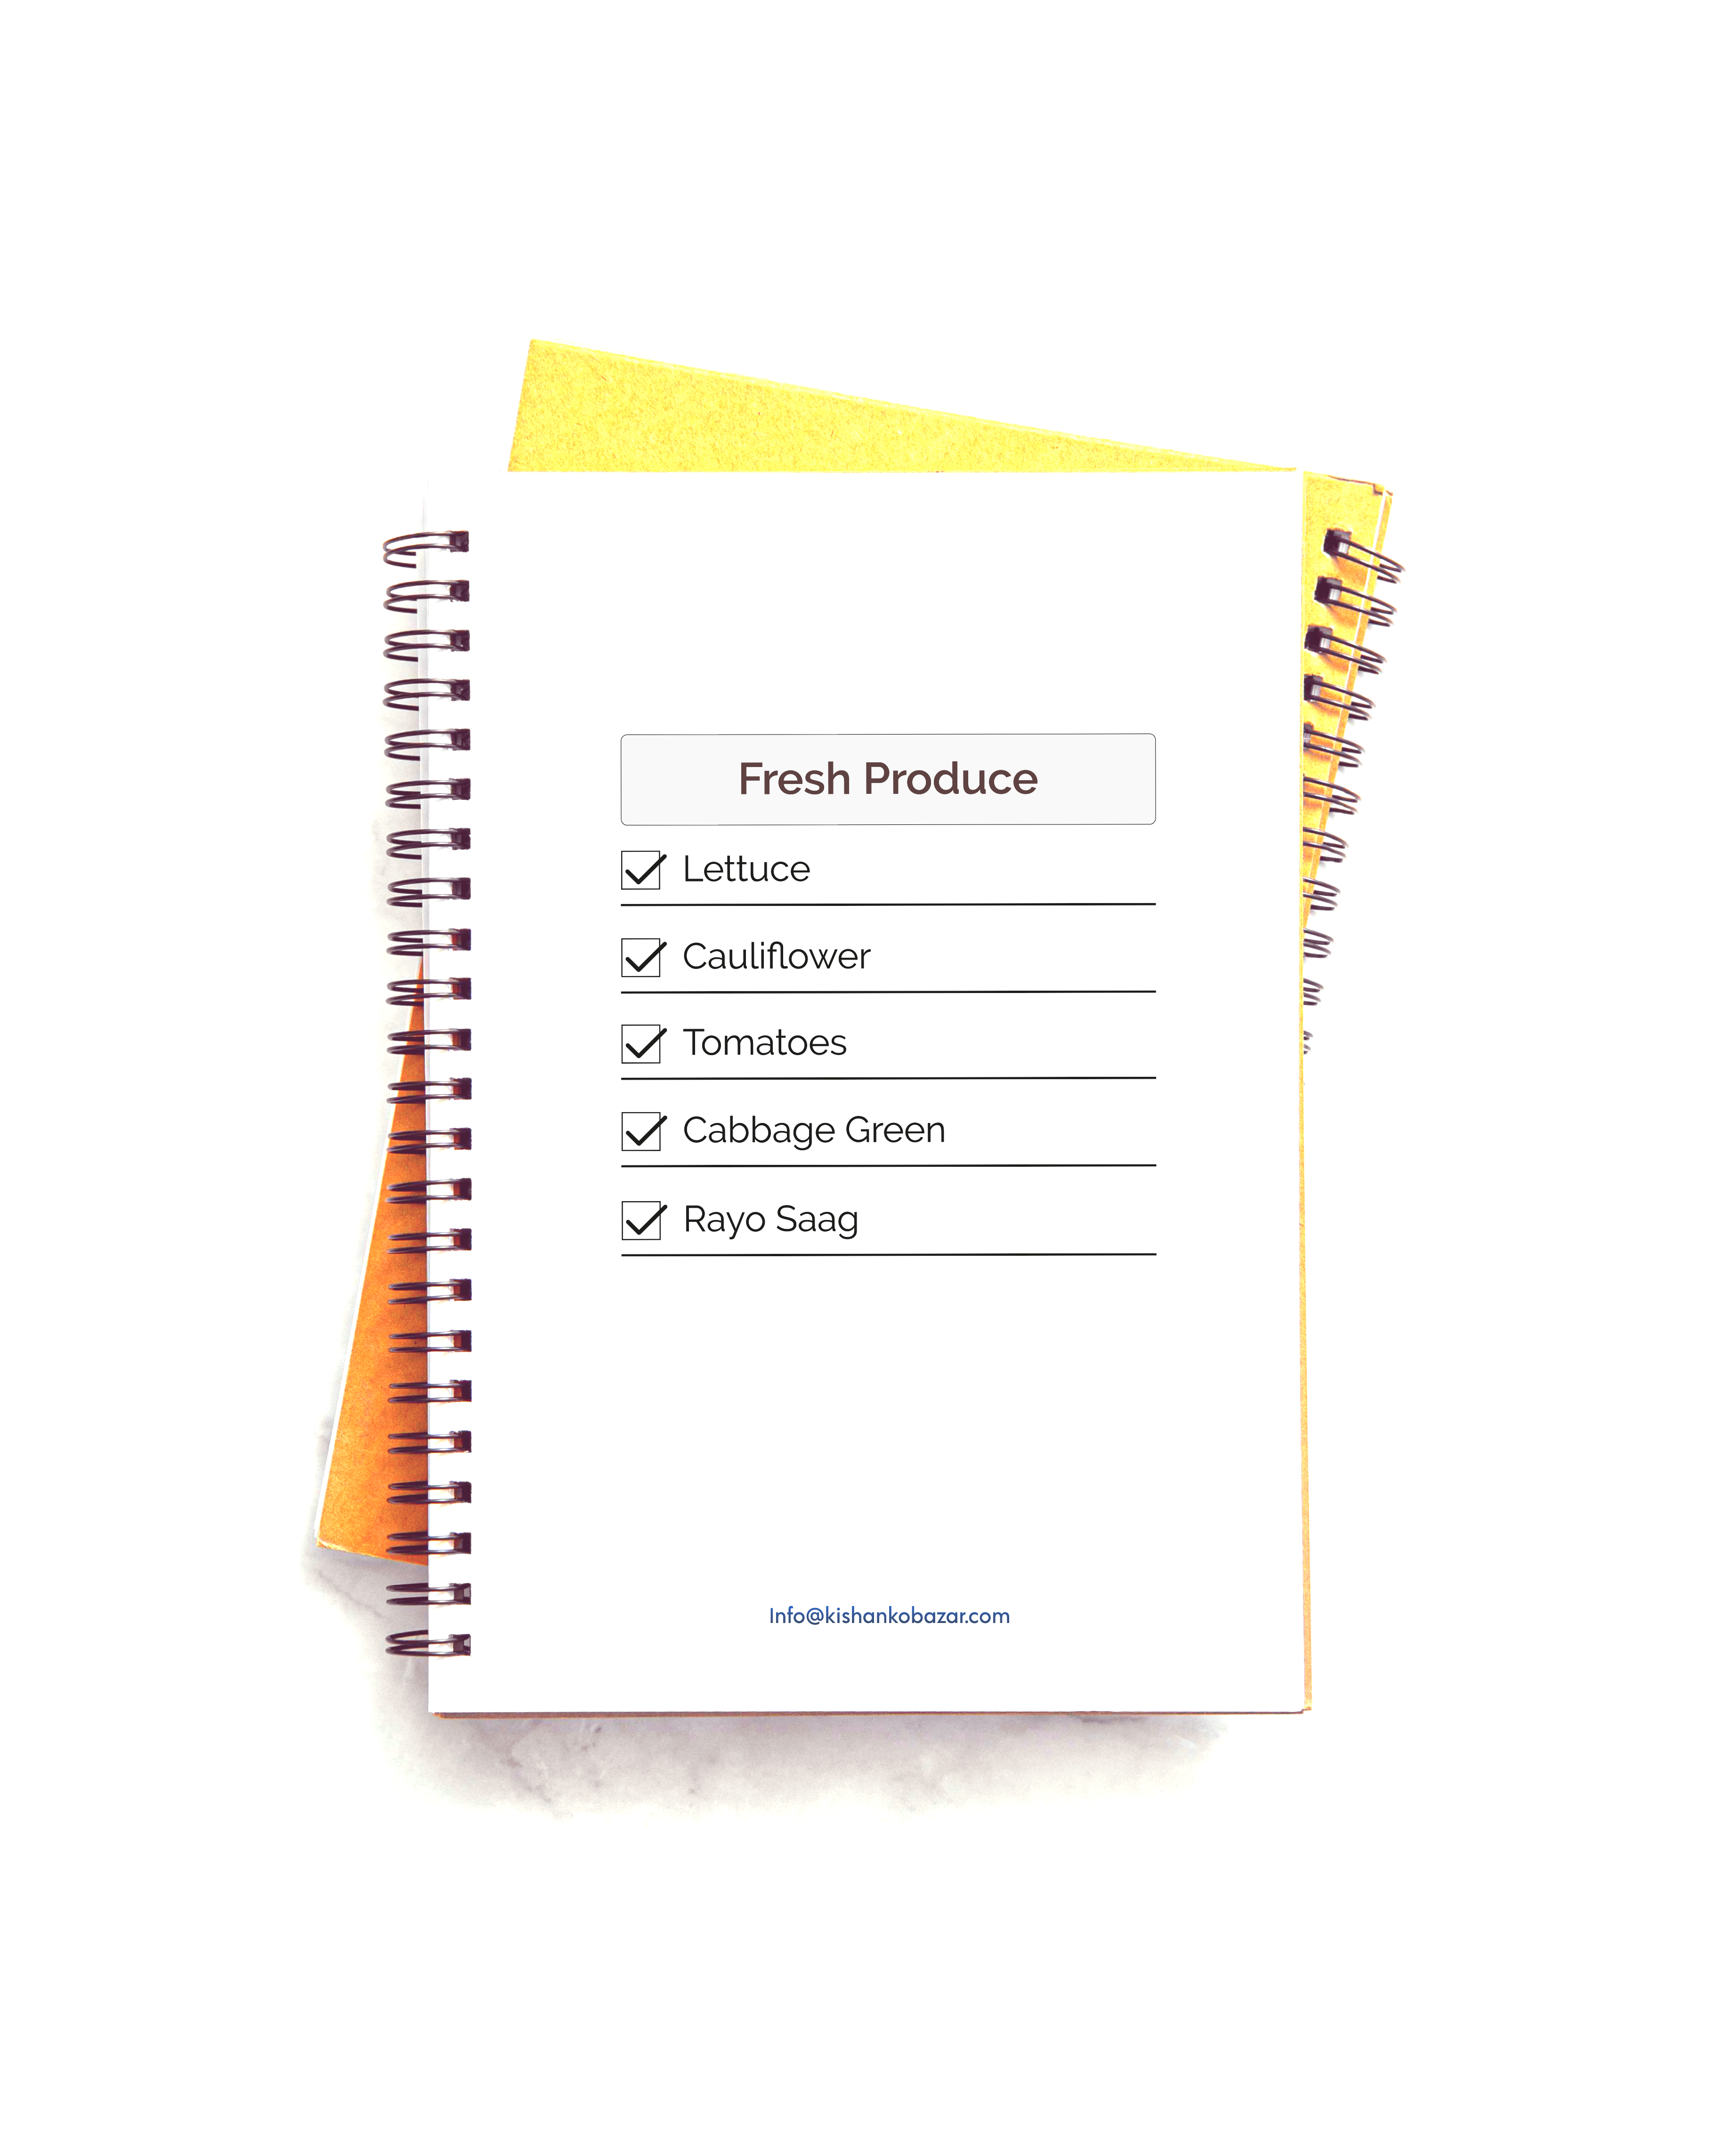 Fresh Produce
Lettuce
Cauliflower
Tomatoes
Cabbage Green
Rayo Saag
Info@kishankobazar.com